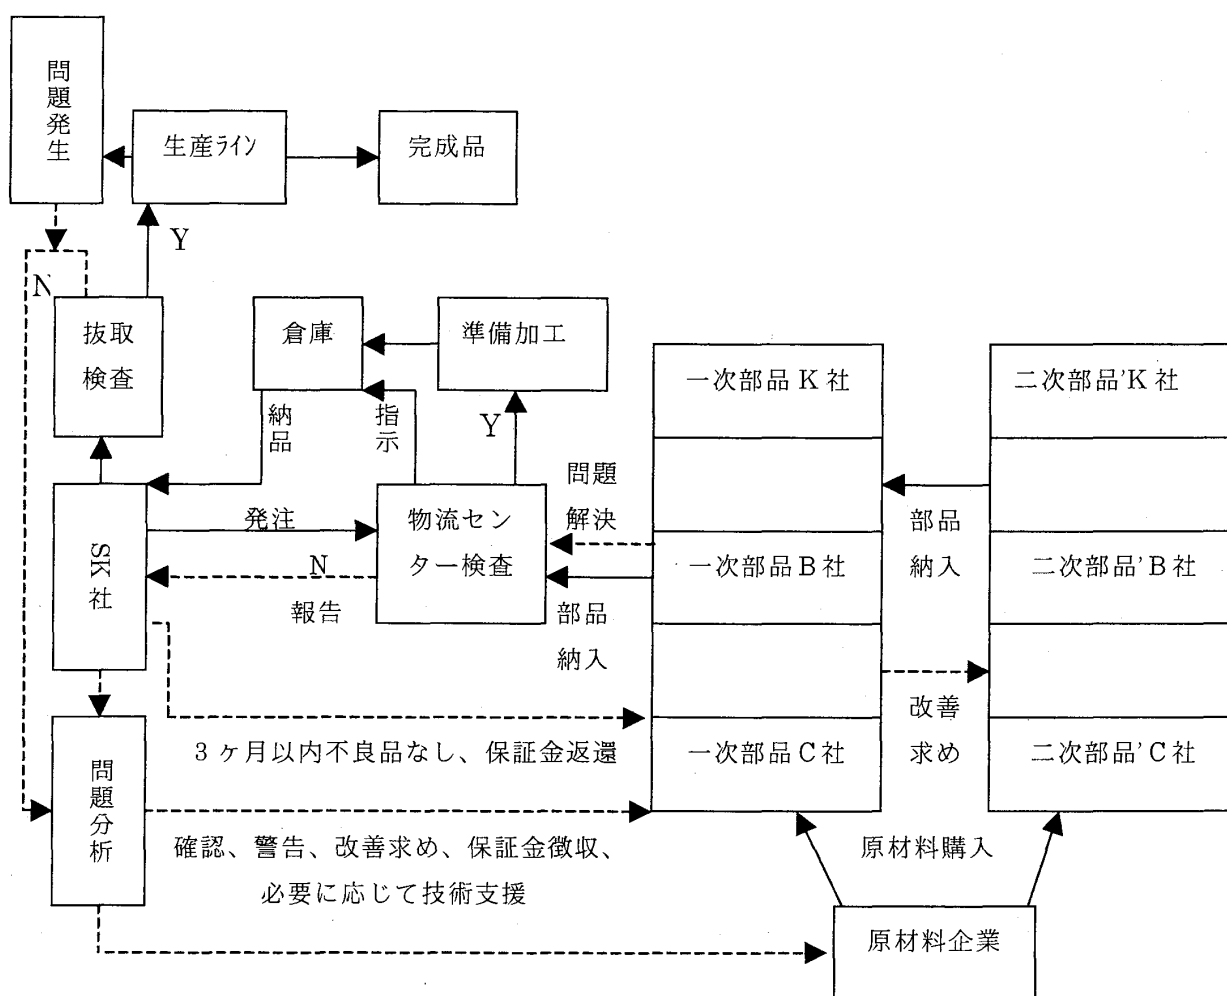 問題発生
生産ライン
完成品
Y
N
抜取
検査
倉庫
準備加工
納品
指示
Y
一次部品K社
二次部品'K社
問題
解決
SK社
発注
物流セン
ター検査
部品
納入
N
報告
一次部品B社
二次部品'B社
部品
納入
改善
求め
3ヶ月以内不良品なし、保証金返還
一次部品C社
二次部品'C社
問題分析
確認、警告、改善求め、保証金徴収、
必要に応じて技術支援
原材料購入
原材料企業